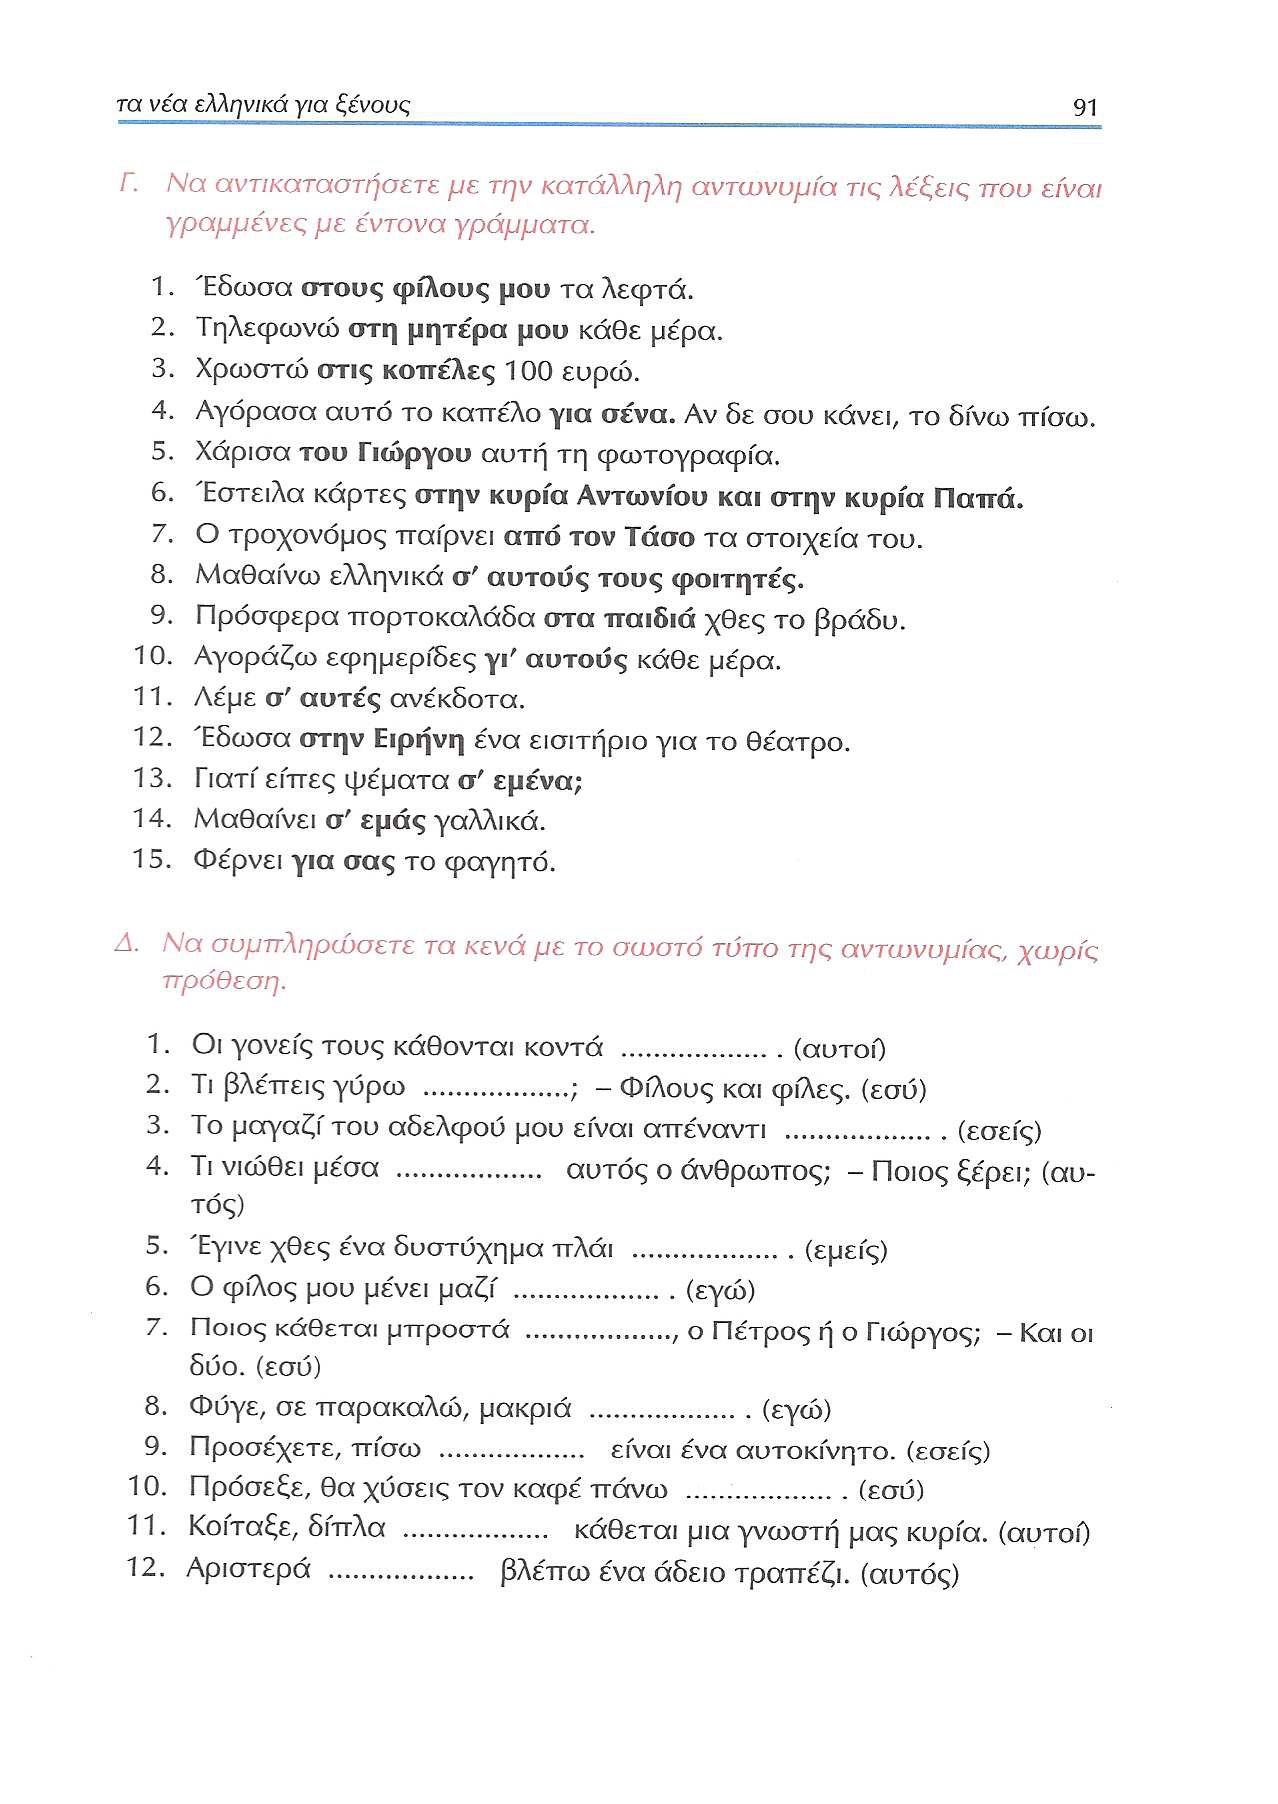 τα νέα ελληνικά για ξένους 91
Γ. Να αντικαταστήσετε με την κατάλληλη αντωνυμία τις λέξεις που είναι
γραμμένες με έντονα γράμματα.
1. Έδωσα στους φίλους μου τα λεφτά.
2. Τηλεφωνώ στη μητέρα μου κάθε μέρα.
3. Χρωστώ στις κοπέλες 100 ευρώ.
4. Αγόρασα αυτό το καπέλο για σένα. Αν δε σου κάνει, το δίνω πίσω.
5. Χάρισα του Γιώργου αυτή τη φωτογραφία.
6. Έστειλα κάρτες στην κυρία Αντωνίου και στην κυρία Παπά.
7. Ο τροχονόμος παίρνει από τον Τάσο τα στοιχεία του.
8. Μαθαίνω ελληνικά σ' αυτούς τους φοιτητές.
9. Πρόσφερα πορτοκαλάδα στα παιδιά χθες το βράδυ.
10. Αγοράζω εφημερίδες γι' αυτούς κάθε μέρα.
11. Λέμε σ' αυτές ανέκδοτα.
12. Έδωσα στην Ειρήνη ένα εισιτήριο για το θέατρο.
13. Γιατί είπες ψέματα σ' εμένα;
14. Μαθαίνει σ' εμάς γαλλικά.
15. Φέρνει για σας το φαγητό.
Δ. Να συμπληρώσετε τα κενά με το σωστό τύπο της αντωνυμίας, χωρίς
πρόθεση.
1. Οι γονείς τους κάθονται κοντά .................. . (αυτοί)
2. Τι βλέπεις γύρω ..................; – Φίλους και φίλες. (εσύ)
3. Το μαγαζί του αδελφού μου είναι απέναντι .................. . (εσείς)
4. Τι νιώθει μέσα .................. αυτός ο άνθρωπος; – Ποιος ξέρει; (αυ-
τός)
5. Έγινε χθες ένα δυστύχημα πλάι .................. . (εμείς)
6. Ο φίλος μου μένει μαζί .................. . (εγώ)
7. Ποιος κάθεται μπροστά .................., ο Πέτρος ή ο Γιώργος; – Και οι
δύο. (εσύ)
8. Φύγε, σε παρακαλώ, μακριά .................. . (εγώ)
9. Προσέχετε, πίσω .................. είναι ένα αυτοκίνητο. (εσείς)
10. Πρόσεξε, θα χύσεις τον καφέ πάνω .................. . (εσύ)
11. Κοίταξε, δίπλα .................. κάθεται μια γνωστή μας κυρία. (αυτοί)
12. Αριστερά .................. βλέπω ένα άδειο τραπέζι. (αυτός)